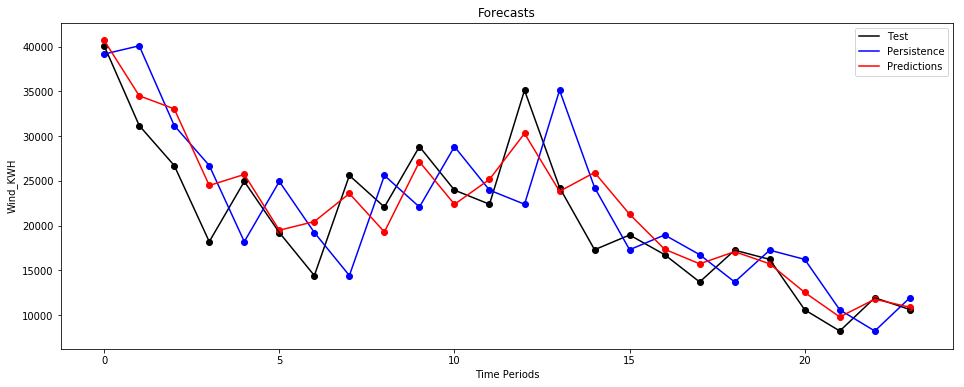 Forecasts
Test
Persistence
Predictions
40000
35000
30000
25000
20000
15000
10000
Wind_KWH
0
5
10
15
20
Time Periods